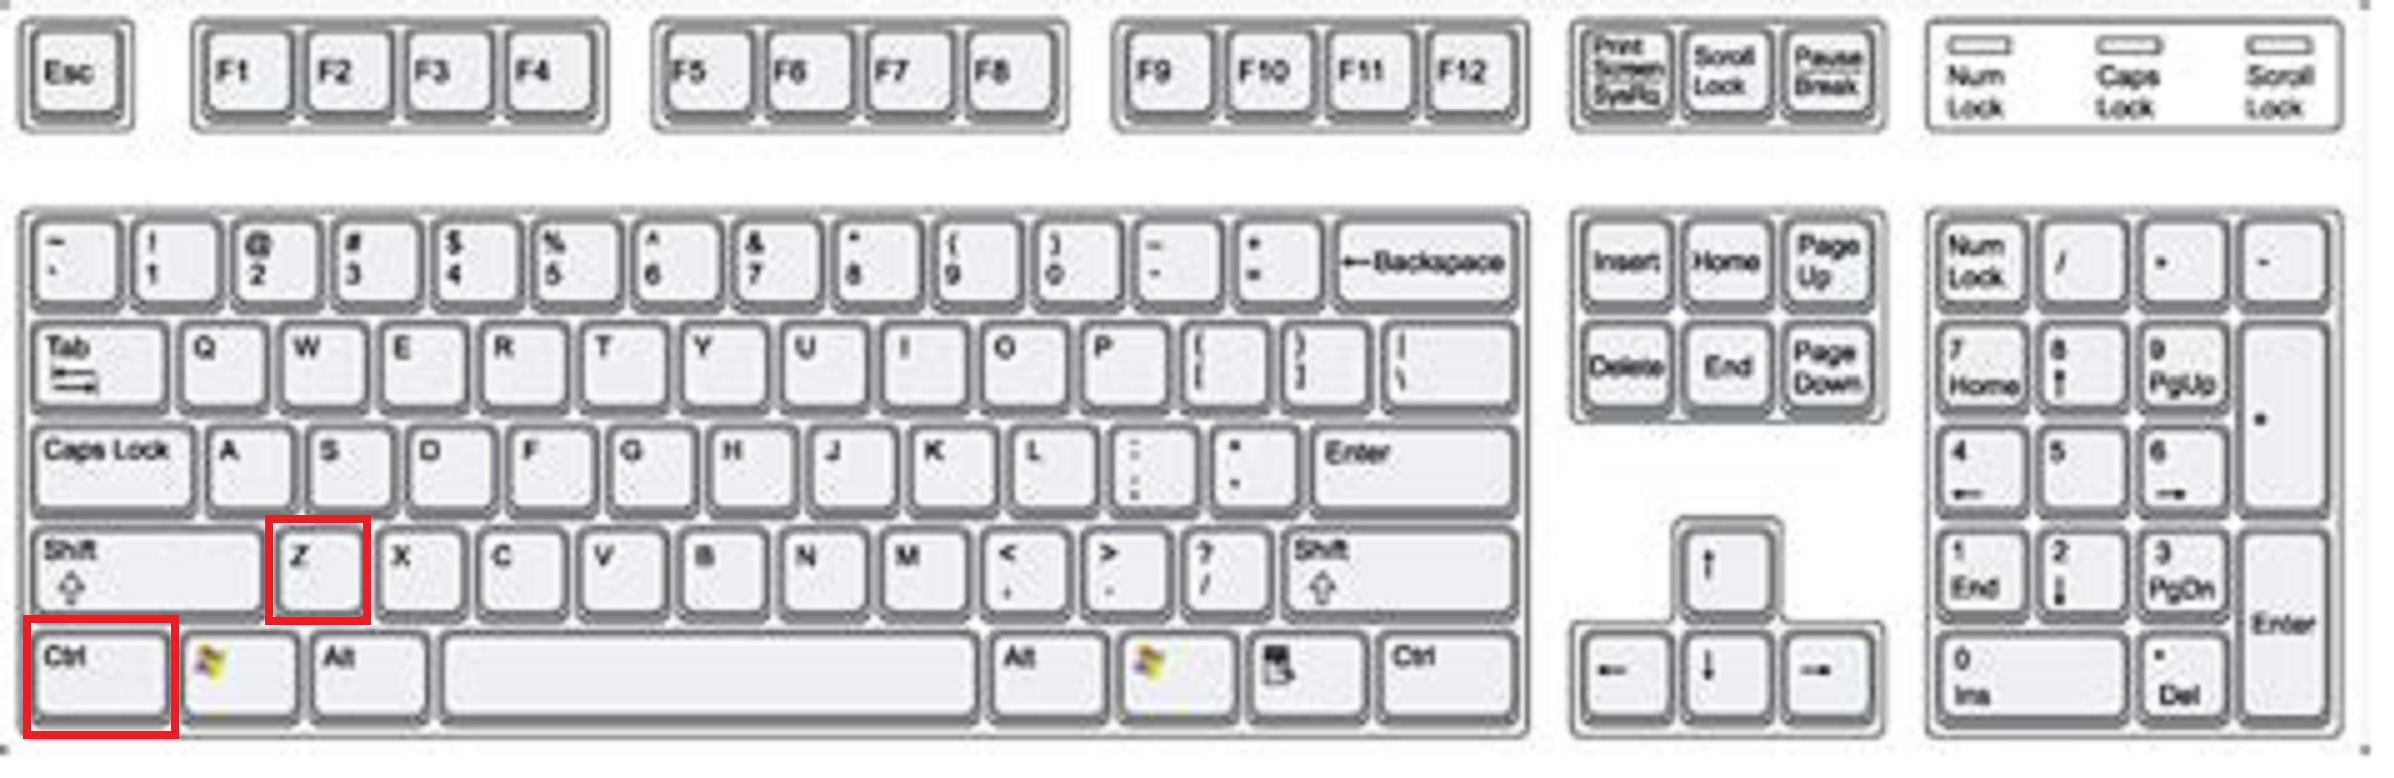 Esc F1 F2 F3 F4 F5 F6 F7 F8 F9 F10 F11 F12
Print Screen SysRq
Scroll Lock
Pause Break
Num Lock
Caps Lock
Scroll Lock
! @ # $ % ^ & * ( ) + 
1 2 3 4 5 6 7 8 9 0 - = ←Backspace
Insert Home Page Up
Num Lock / -
Tab Q W E R T Y U I O P { } |
[ ] \
Delete End Page Down
7 Home 8 ↑ 9 PgUp
Caps Lock A S D F G H J K L : ; Enter
4 ← 5 6 →
Shift Z X C V B N M < , > . ? / Shift
↑
1 End 2 ↓ 3 PgDn Enter
Ctrl Alt Alt Ctrl
← ↓ →
0 Ins Del